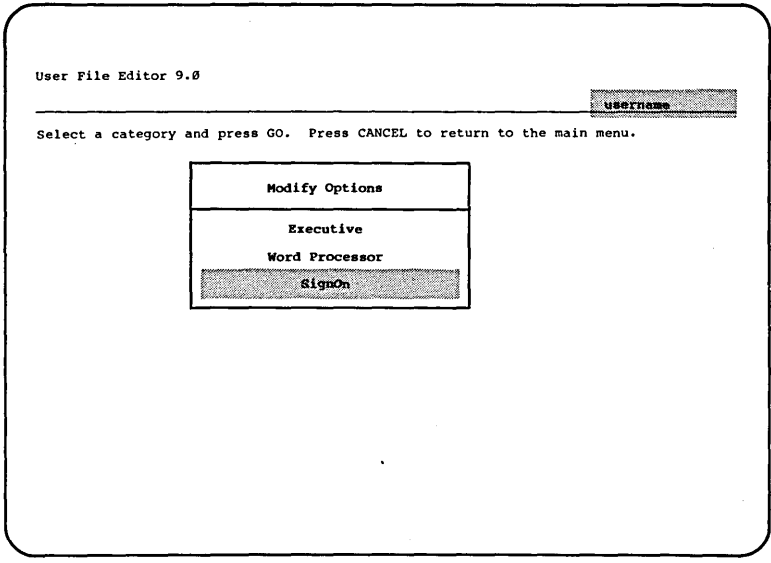 User File Editor 9.0
username
Select a category and press GO. Press CANCEL to return to the main menu.
Modify Options
Executive
Word Processor
SignOn